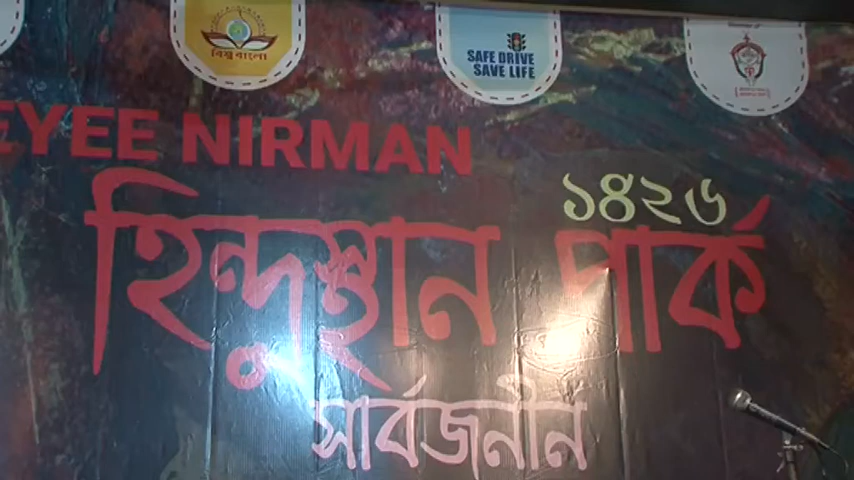 বিশ্ব বাংলা
SAFE DRIVE
SAVE LIFE
EYEE NIRMAN
১৪২৬
হিন্দুস্থান পার্ক
সার্বজনীন